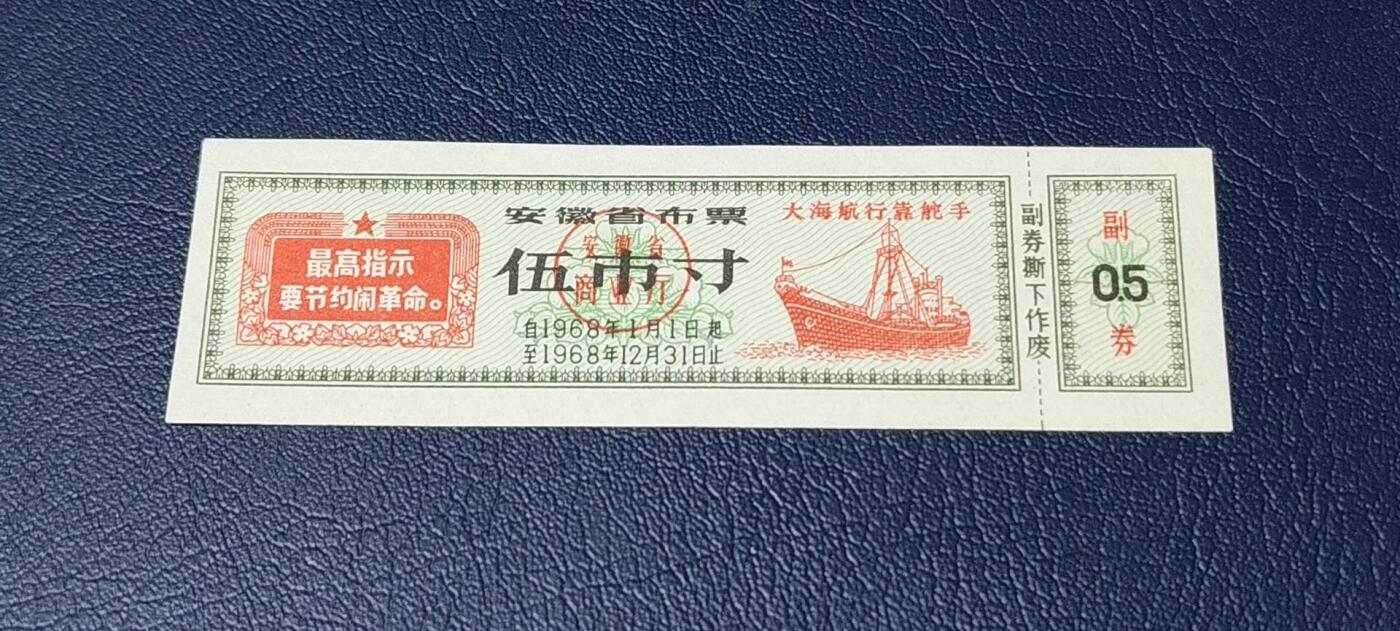 最高指示
要节约闹革命。
安徽省布票
伍市寸
安徽省
商业厅
自1968年1月1日起
至1968年12月31日止
大海航行靠舵手
副券撕下作废
副
0.5
券